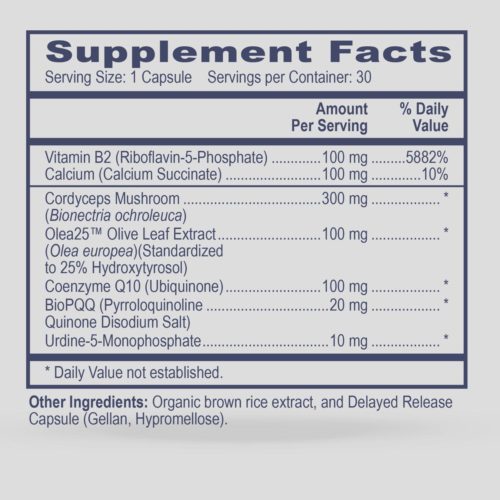 Supplement Facts
Serving Size: 1 Capsule Servings per Container: 30
Amount Per Serving % Daily Value
Vitamin B2 (Riboflavin-5-Phosphate) .............100 mg ........5882%
Calcium (Calcium Succinate) .........................100 mg ............10%
Cordyceps Mushroom ...................................300 mg .................. *
(Bionectria ochroleuca)
Olea25™ Olive Leaf Extract...........................100 mg .................. *
(Olea europea)(Standardized
to 25% Hydroxytyrosol)
Coenzyme Q10 (Ubiquinone)........................100 mg .................. *
BioPQQ (Pyrroloquinoline ...............................20 mg .................. *
Quinone Disodium Salt)
Urdine-5-Monophosphate................................10 mg .................. *
* Daily Value not established.
Other Ingredients: Organic brown rice extract, and Delayed Release
Capsule (Gellan, Hypromellose).